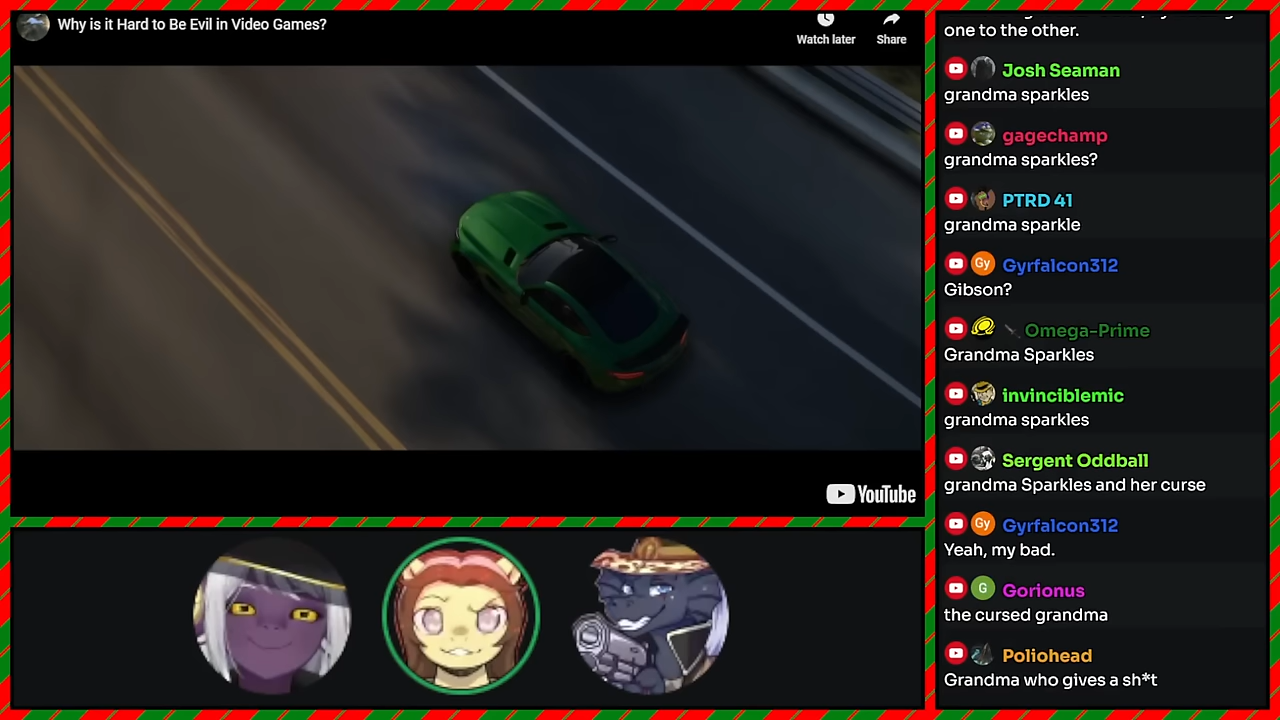 Why is it Hard to Be Evil in Video Games?
Watch later
Share
YouTube
one to the other.
Josh Seaman
grandma sparkles
gagechamp
grandma sparkles?
PTRD 41
grandma sparkle
Gy
Gyrfalcon312
Gibson?
Omega-Prime
Grandma Sparkles
invinciblemic
grandma sparkles
Sergent Oddball
grandma Sparkles and her curse
Gy
Gyrfalcon312
Yeah, my bad.
G
Gorionus
the cursed grandma
Poliohead
Grandma who gives a sh*t